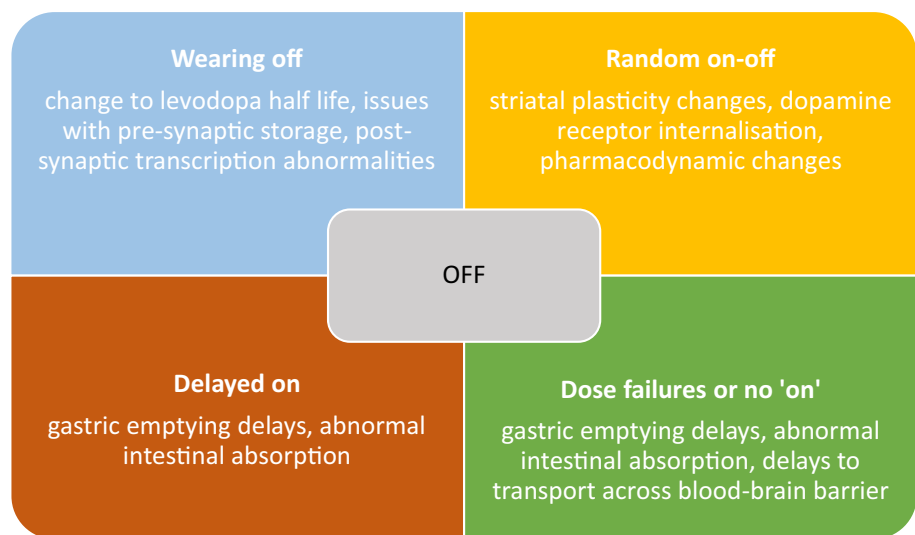 Wearing off
change to levodopa half life, issues
with pre-synaptic storage, post-
synaptic transcription abnormalities
Random on-off
striatal plasticity changes, dopamine
receptor internalisation,
pharmacodynamic changes
OFF
Delayed on
gastric emptying delays, abnormal
intestinal absorption
Dose failures or no 'on'
gastric emptying delays, abnormal
intestinal absorption, delays to
transport across blood-brain barrier